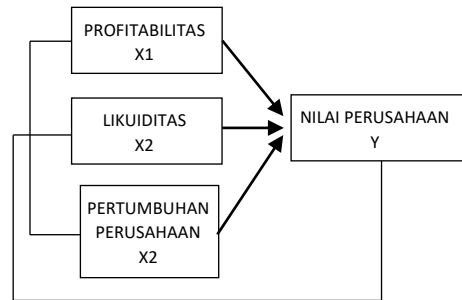 PROFITABILITAS
X1
LIKUIDITAS
X2
NILAI PERUSAHAAN
Y
PERTUMBUHAN
PERUSAHAAN
X2